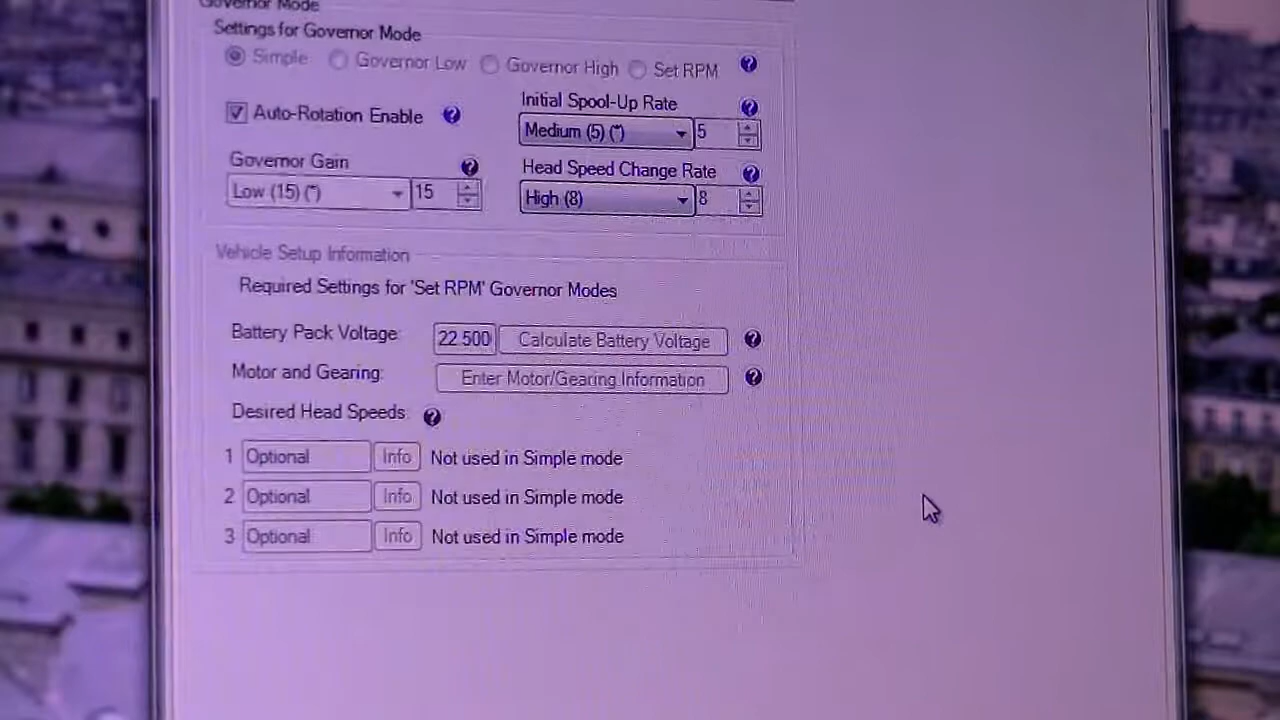 Governor Mode
Settings for Governor Mode
Simple Governor Low Governor High Set RPM ?
Auto-Rotation Enable ?
Initial Spool-Up Rate ?
Medium (5) (*) 5
Governor Gain ?
Low (15) (*) 15
Head Speed Change Rate ?
High (8) 8
Vehicle Setup Information
Required Settings for 'Set RPM' Governor Modes
Battery Pack Voltage: 22.500 Calculate Battery Voltage ?
Motor and Gearing: Enter Motor/Gearing Information ?
Desired Head Speeds: ?
1 Optional Info Not used in Simple mode
2 Optional Info Not used in Simple mode
3 Optional Info Not used in Simple mode